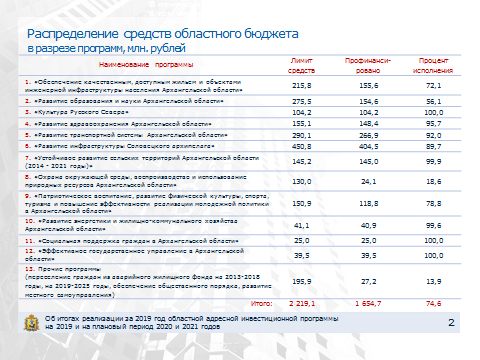 Распределение средств областного бюджета
в разрезе программ, млн. рублей
Наименование программы
Лимит средств
Профинанси-ровано
Процент исполнения
1. «Обеспечение качественным, доступным жильем и объектами
инженерной инфраструктуры населения Архангельской области»
215,8 155,6 72,1
2. «Развитие образования и науки Архангельской области» 275,5 154,6 56,1
3. «Культура Русского Севера» 104,2 104,2 100,0
4. «Развитие здравоохранения Архангельской области» 155,1 148,4 95,7
5. «Развитие транспортной системы Архангельской области» 290,1 266,9 92,0
6. «Развитие инфраструктуры Соловецкого архипелага» 450,8 404,5 89,7
7. «Устойчивое развитие сельских территорий Архангельской области
(2014 - 2021 годы)»
145,2 145,0 99,9
8. «Охрана окружающей среды, воспроизводство и использование
природных ресурсов Архангельской области»
130,0 24,1 18,6
9. «Патриотическое воспитание, развитие физической культуры, спорта,
туризма и повышение эффективности реализации молодежной политики
в Архангельской области»
150,9 118,8 78,8
10. «Развитие энергетики и жилищно-коммунального хозяйства
Архангельской области»
41,1 40,9 99,6
11. «Социальная поддержка граждан в Архангельской области» 25,0 25,0 100,0
12. «Эффективное государственное управление в Архангельской
области»
39,5 39,5 100,0
13. Прочие программы
(переселение граждан из аварийного жилищного фонда на 2013-2018
годы, на 2019-2025 годы, обеспечение общественного порядка, развитие
местного самоуправления)
195,9 27,2 13,9
Итого: 2 219,1 1 654,7 74,6
Об итогах реализации за 2019 год областной адресной инвестиционной программы
на 2019 и на плановый период 2020 и 2021 годов
2